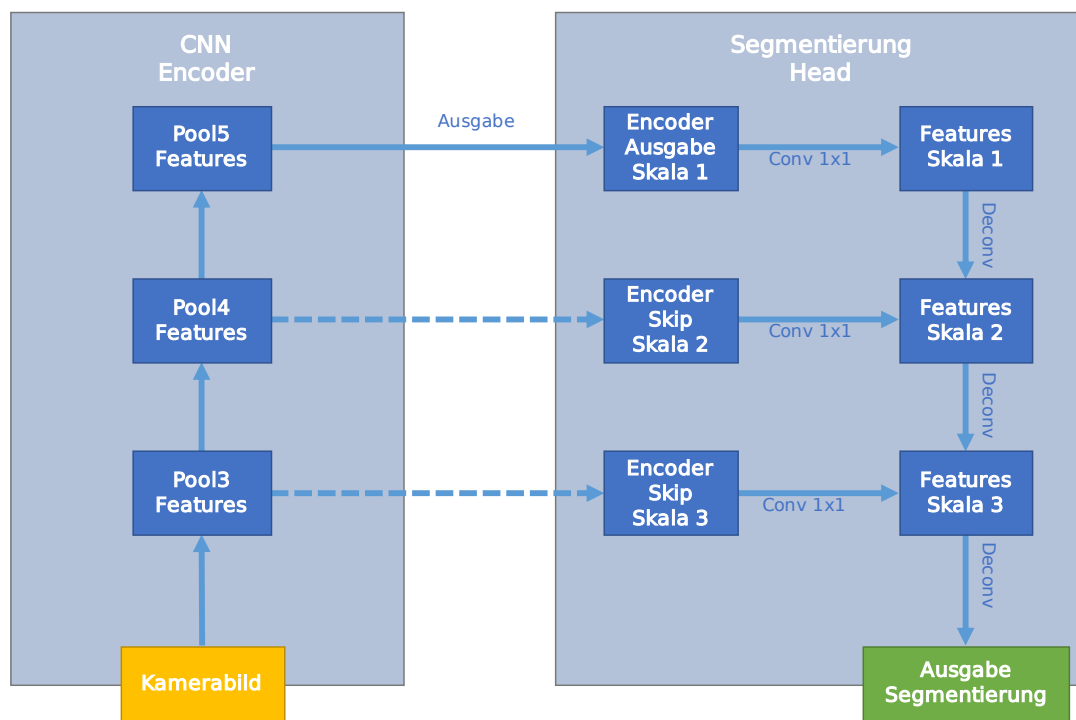 CNN
Encoder
Pool5
Features
Pool4
Features
Pool3
Features
Kamerabild
Ausgabe
Segmentierung
Head
Encoder
Ausgabe
Skala 1
Conv 1x1
Features
Skala 1
Deconv
Encoder
Skip
Skala 2
Conv 1x1
Features
Skala 2
Deconv
Encoder
Skip
Skala 3
Conv 1x1
Features
Skala 3
Deconv
Ausgabe
Segmentierung